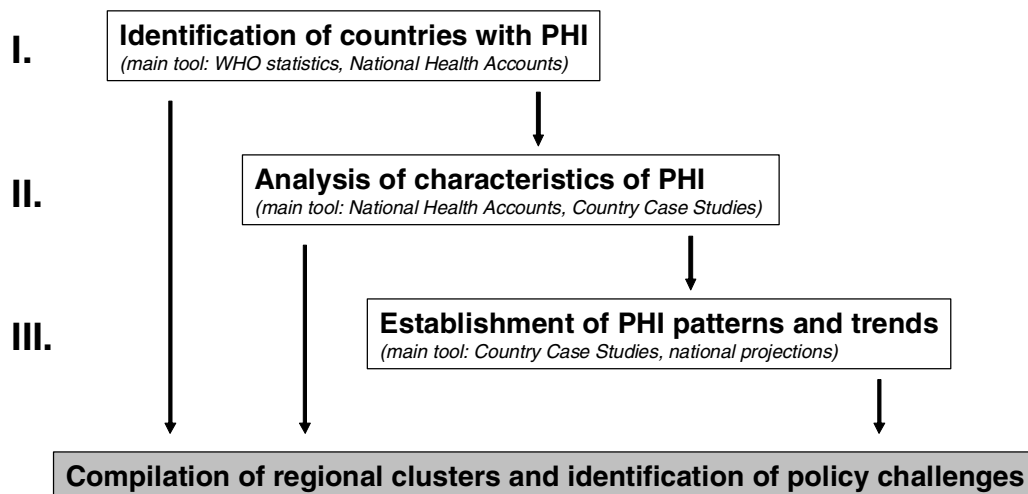 I.
Identification of countries with PHI
(main tool: WHO statistics, National Health Accounts)
II.
Analysis of characteristics of PHI
(main tool: National Health Accounts, Country Case Studies)
III.
Establishment of PHI patterns and trends
(main tool: Country Case Studies, national projections)
Compilation of regional clusters and identification of policy challenges